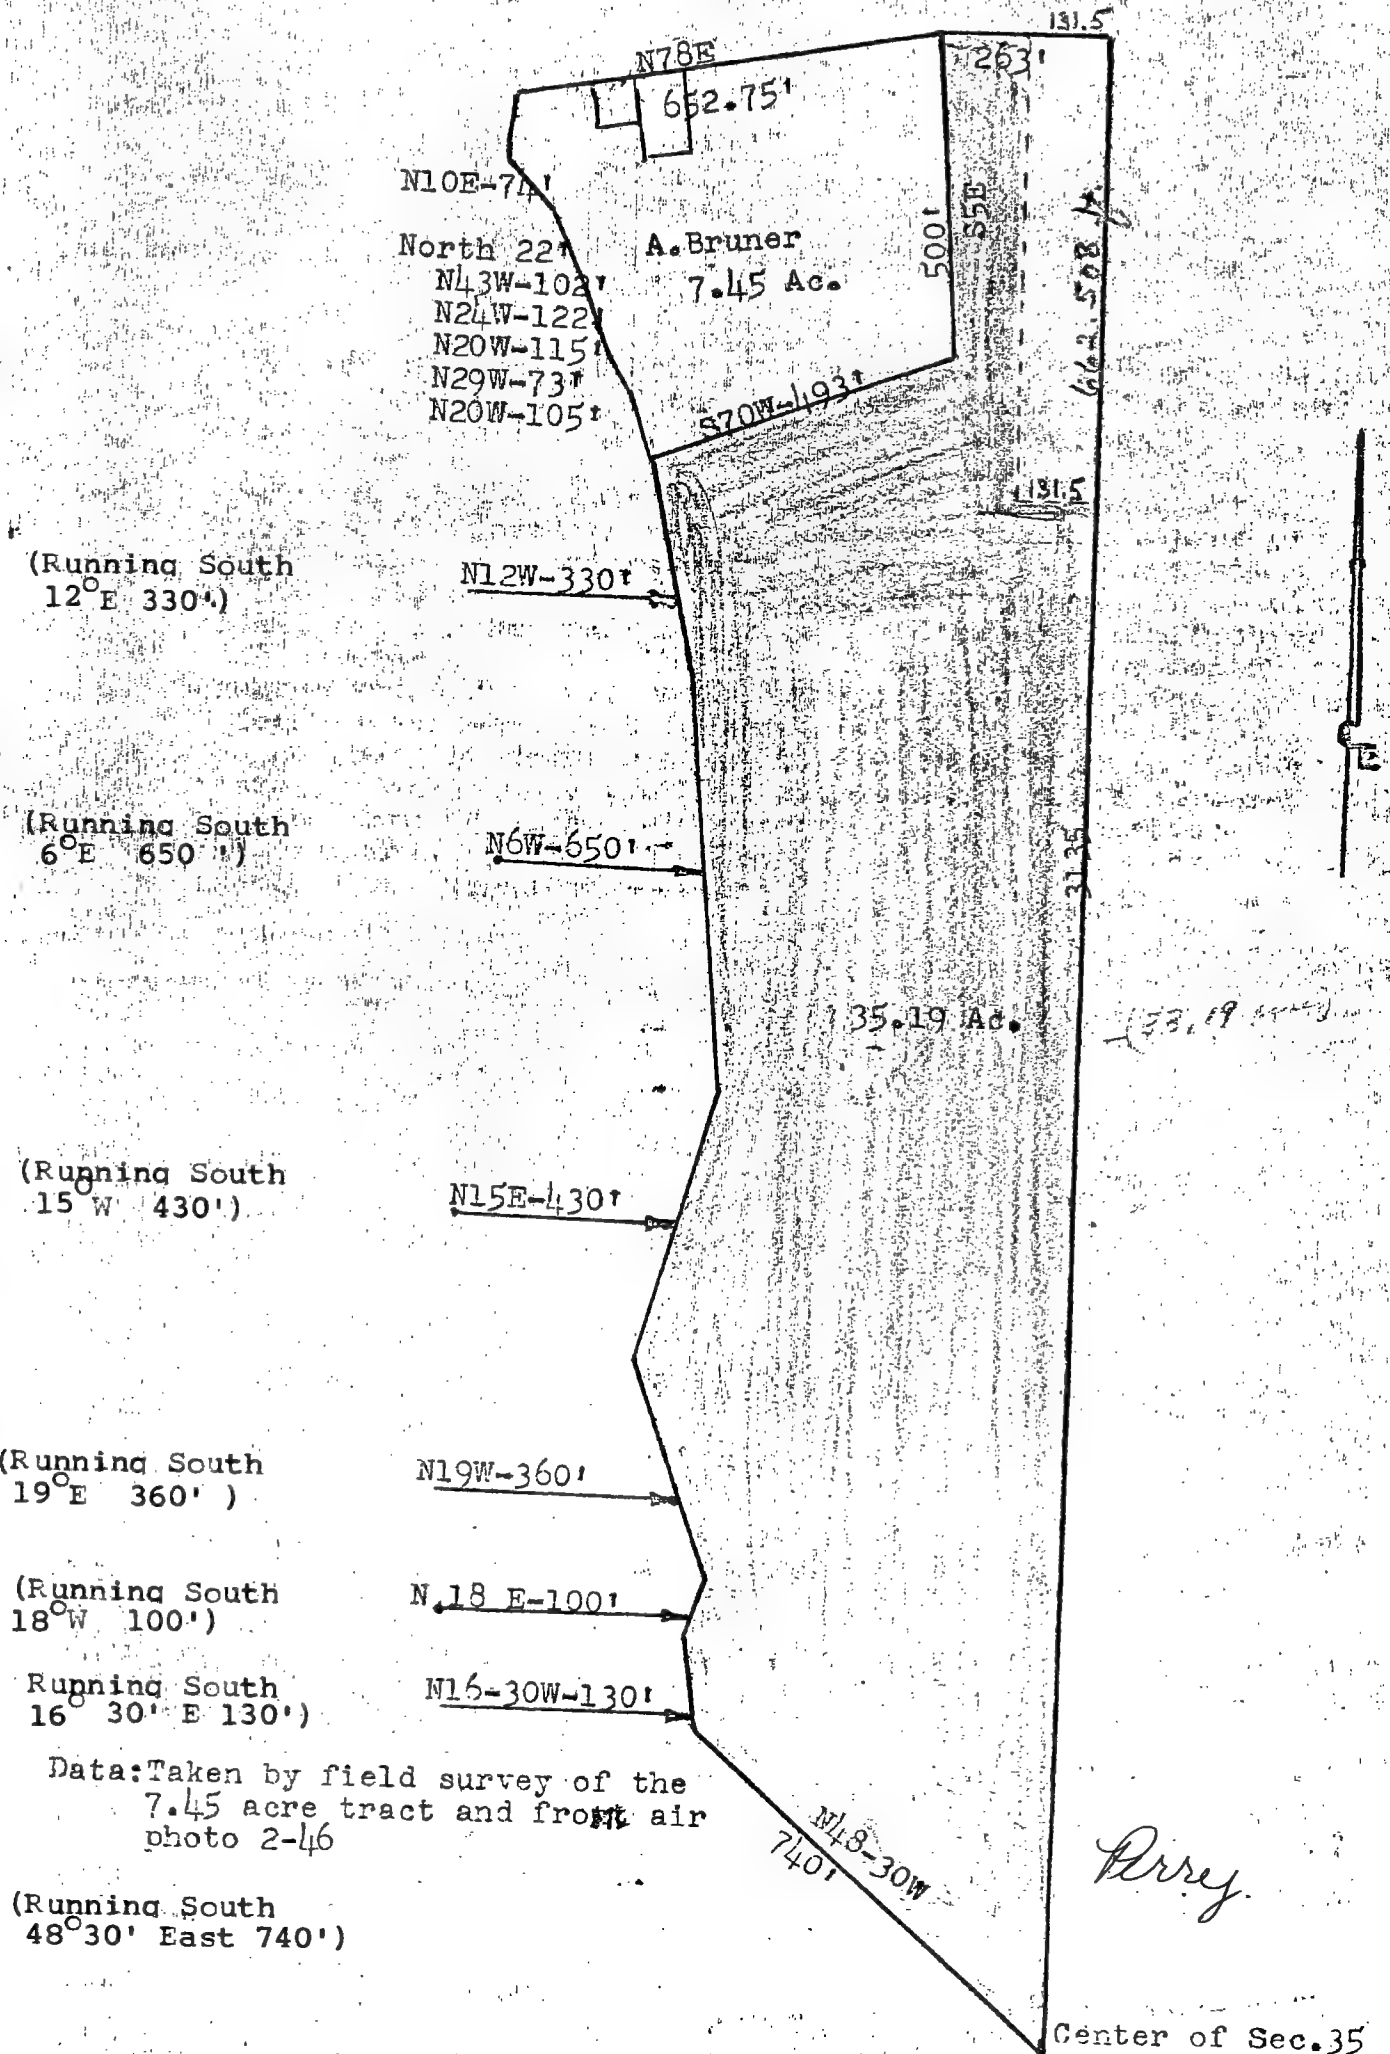 131.5
N78E
263'
652.75'
N10E-74'
North 22'
A.Bruner
500'
S5E
662.508
N43W-102'
7.45 Ac.
N24W-122'
N20W-115'
N29W-73'
N20W-105'
S70W-493'
131.5
(Running South
12°E 330'.)
N12W-330'
(Running South
6°E 650 ')
N6W-650'
3135
35.19 Ac.
(Running South
15°W 430')
N15E-430'
(Running South
19°E 360' )
N19W-360'
(Running South
18°W 100')
N.18 E-100'
Running South
16° 30' E 130')
N16-30W-130'
Data:Taken by field survey of the
7.45 acre tract and from air
photo 2-46
N48-30W
740'
Perry
(Running South
48°30' East 740')
Center of Sec.35